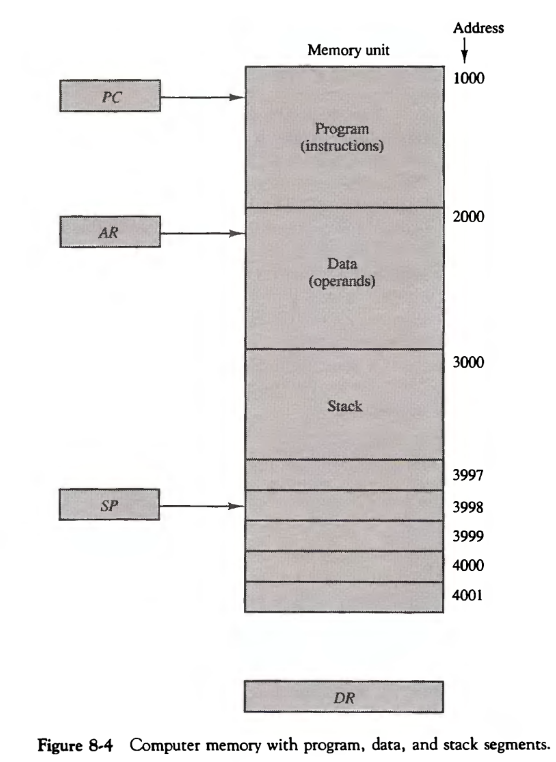 Address
Memory unit
1000
PC
Program
(instructions)
2000
AR
Data
(operands)
3000
Stack
3997
SP
3998
3999
4000
4001
DR
Figure 8-4 Computer memory with program, data, and stack segments.